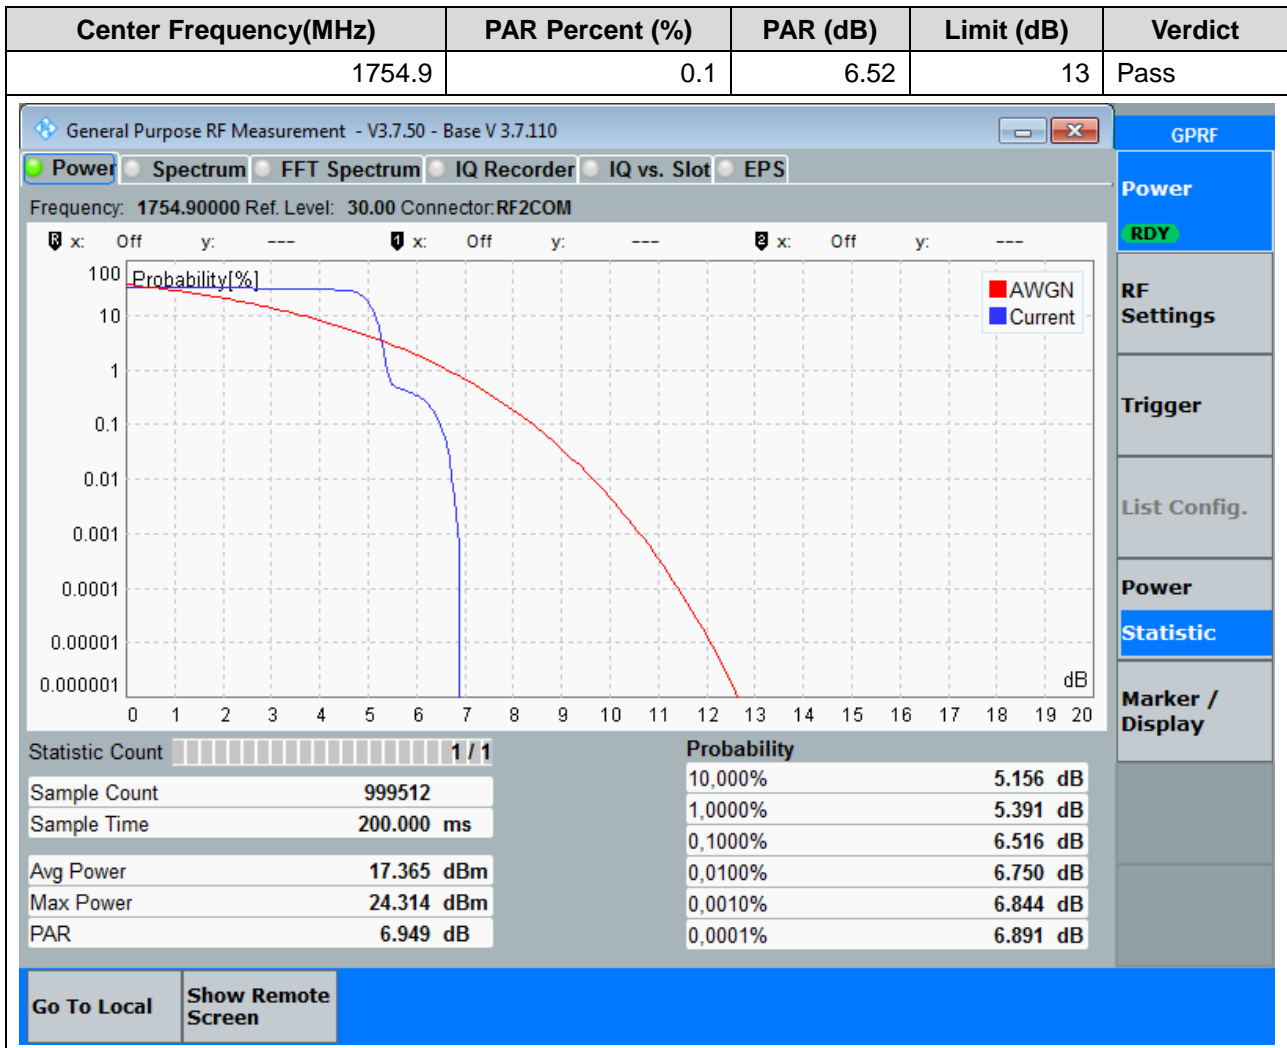 Center Frequency(MHz) PAR Percent (%) PAR (dB) Limit (dB) Verdict
1754.9 0.1 6.52 13 Pass
General Purpose RF Measurement - V3.7.50 - Base V 3.7.110
GPRF
Power Spectrum FFT Spectrum IQ Recorder IQ vs. Slot EPS
Frequency: 1754.90000 Ref. Level: 30.00 Connector: RF2COM
R x: Off y: --- 1 x: Off y: --- 2 x: Off y: ---
Probability[%]
100
10
1
0.1
0.01
0.001
0.0001
0.00001
0.000001
AWGN
Current
dB
0 1 2 3 4 5 6 7 8 9 10 11 12 13 14 15 16 17 18 19 20
Statistic Count 1 / 1
Sample Count 999512
Sample Time 200.000 ms
Avg Power 17.365 dBm
Max Power 24.314 dBm
PAR 6.949 dB
Probability
10,000% 5.156 dB
1,0000% 5.391 dB
0,1000% 6.516 dB
0,0100% 6.750 dB
0,0010% 6.844 dB
0,0001% 6.891 dB
Power
RDY
RF
Settings
Trigger
List Config.
Power
Statistic
Marker /
Display
Go To Local
Show Remote
Screen